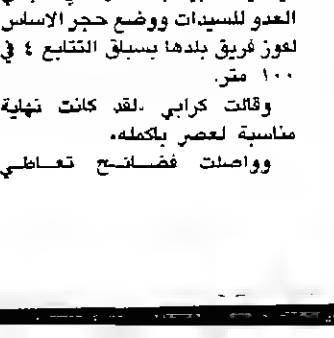 العدو للسيدات ووضع حجر الاساس
لفوز فريق بلدها بسباق التتابع ٤ في
١٠٠ متر.
وقالت كرابي «لقد كانت نهاية
مناسبة لعصر باكمله»
وواصلت فضائح تعاطي